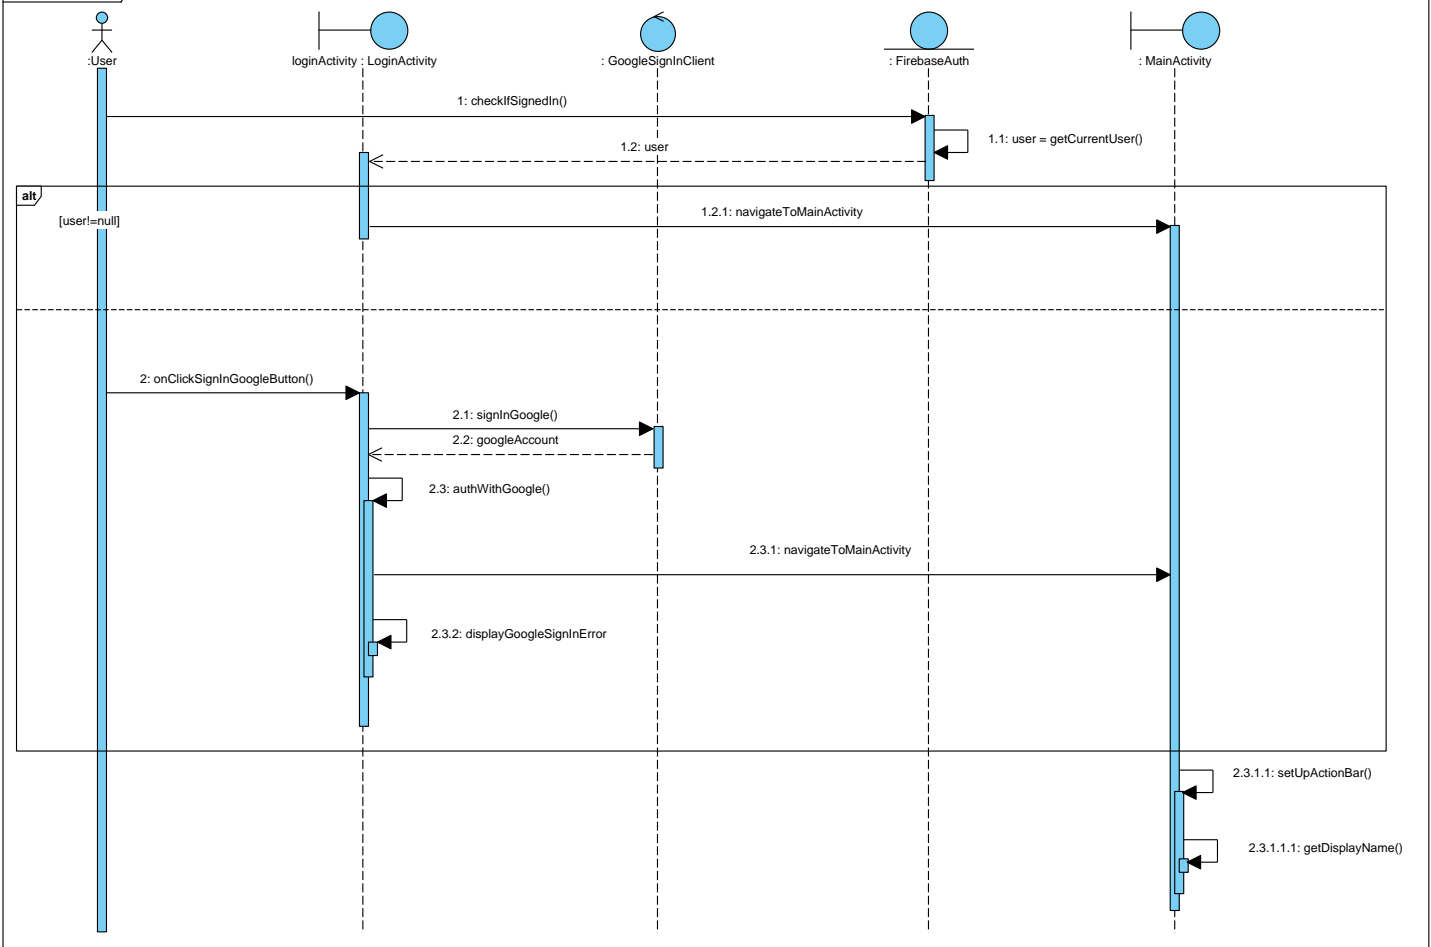 :User
loginActivity : LoginActivity
: GoogleSignInClient
: FirebaseAuth
: MainActivity
1: checkIfSignedIn()
1.1: user = getCurrentUser()
1.2: user
alt
[user!=null]
1.2.1: navigateToMainActivity
2: onClickSignInGoogleButton()
2.1: signInGoogle()
2.2: googleAccount
2.3: authWithGoogle()
2.3.1: navigateToMainActivity
2.3.2: displayGoogleSignInError
2.3.1.1: setUpActionBar()
2.3.1.1.1: getDisplayName()